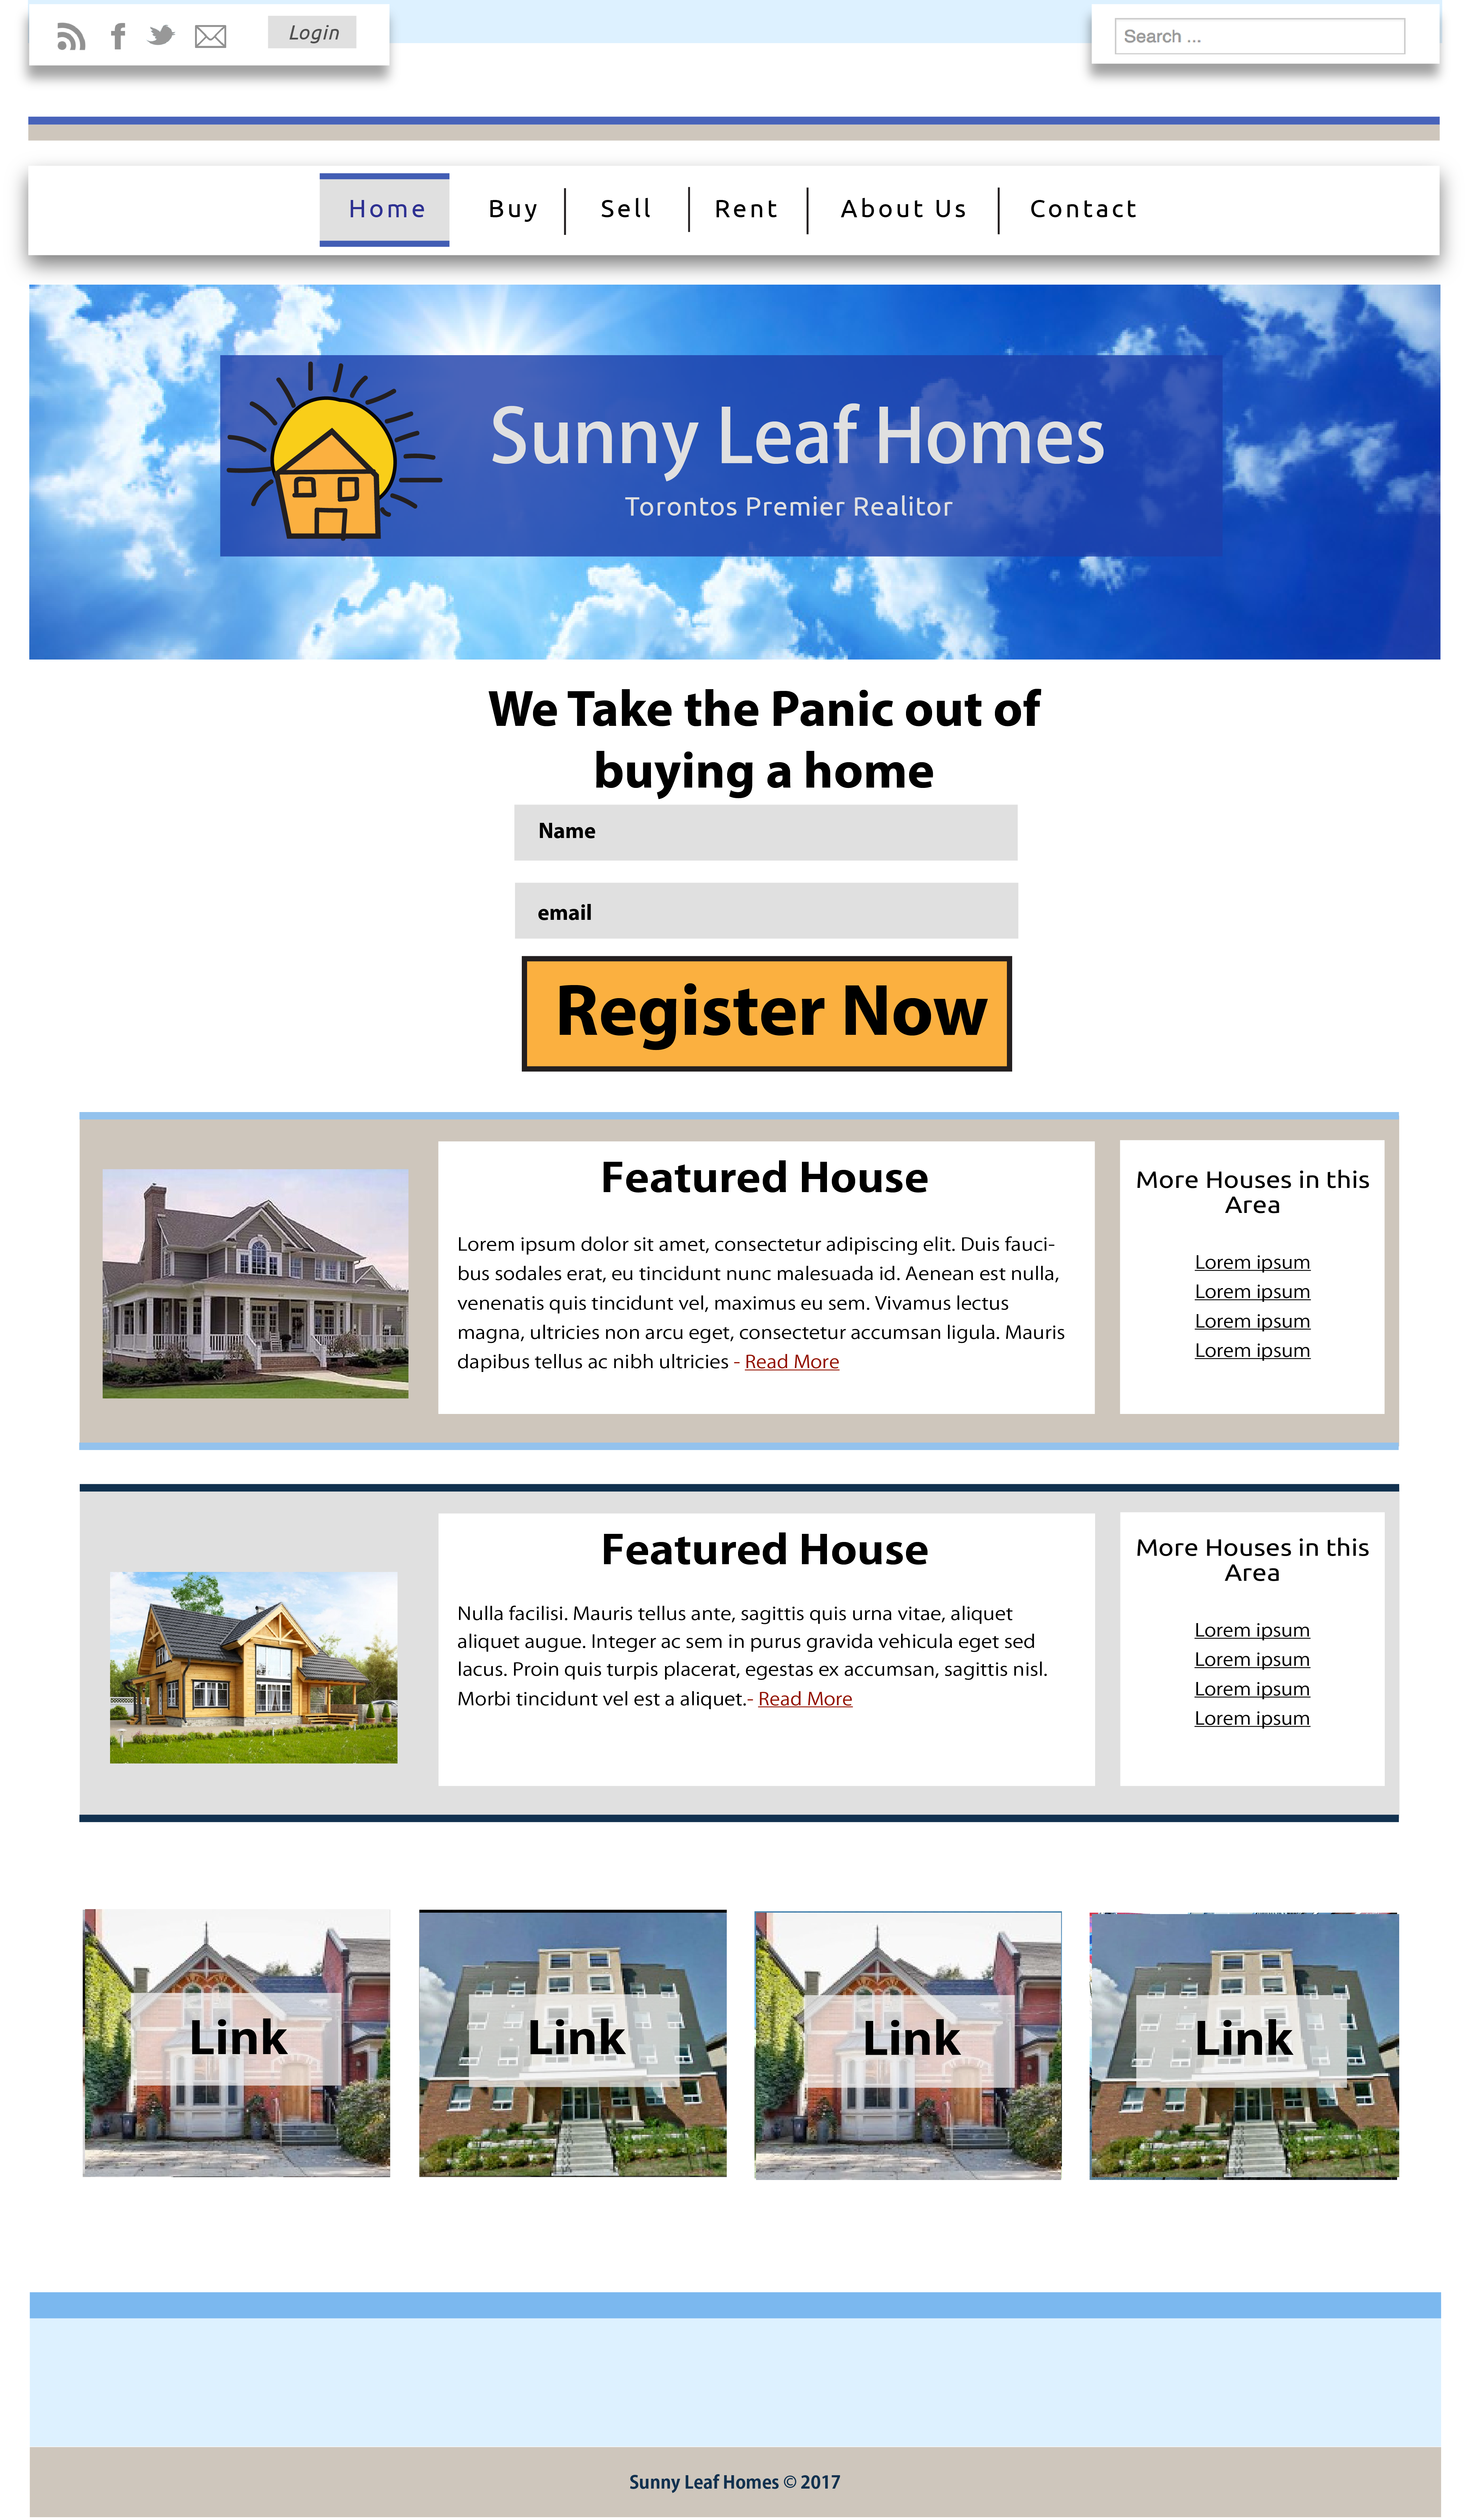 Login
Search ...
Home
Buy
Sell
Rent
About Us
Contact
Sunny Leaf Homes
Torontos Premier Realitor
We Take the Panic out of
buying a home
Name
email
Register Now
Featured House
Lorem ipsum dolor sit amet, consectetur adipiscing elit. Duis fauci-
bus sodales erat, eu tincidunt nunc malesuada id. Aenean est nulla,
venenatis quis tincidunt vel, maximus eu sem. Vivamus lectus
magna, ultricies non arcu eget, consectetur accumsan ligula. Mauris
dapibus tellus ac nibh ultricies - Read More
More Houses in this
Area
Lorem ipsum
Lorem ipsum
Lorem ipsum
Lorem ipsum
Featured House
Nulla facilisi. Mauris tellus ante, sagittis quis urna vitae, aliquet
aliquet augue. Integer ac sem in purus gravida vehicula eget sed
lacus. Proin quis turpis placerat, egestas ex accumsan, sagittis nisl.
Morbi tincidunt vel est a aliquet.- Read More
More Houses in this
Area
Lorem ipsum
Lorem ipsum
Lorem ipsum
Lorem ipsum
Link
Link
Link
Link
Sunny Leaf Homes © 2017